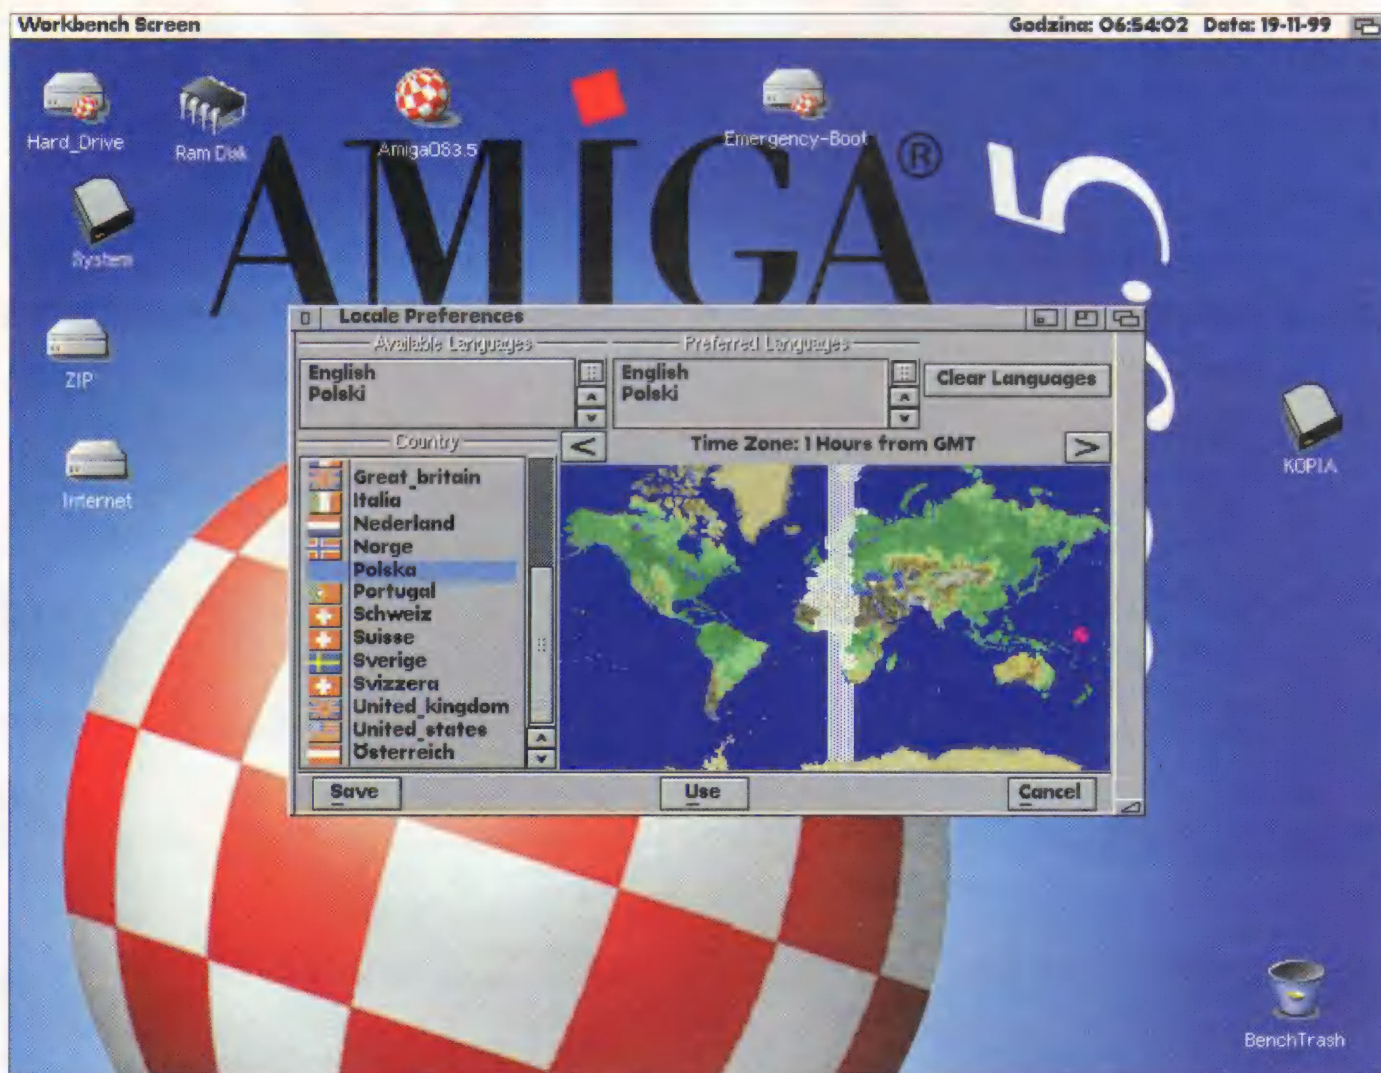 Workbench Screen
Godzina: 06:54:02 Data: 19-11-99
Hard_Drive
Ram Disk
AmigaOS3.5
Emergency-Boot
AMIGA®
3.5
System
ZIP
Internet
KOPIA
BenchTrash
Locale Preferences
Available Languages
English
Polski
Preferred Languages
English
Polski
Clear Languages
Country
Great_britain
Italia
Nederland
Norge
Polska
Portugal
Schweiz
Suisse
Sverige
Svizzera
United_kingdom
United_states
Österreich
<
Time Zone: 1 Hours from GMT
>
Save
Use
Cancel